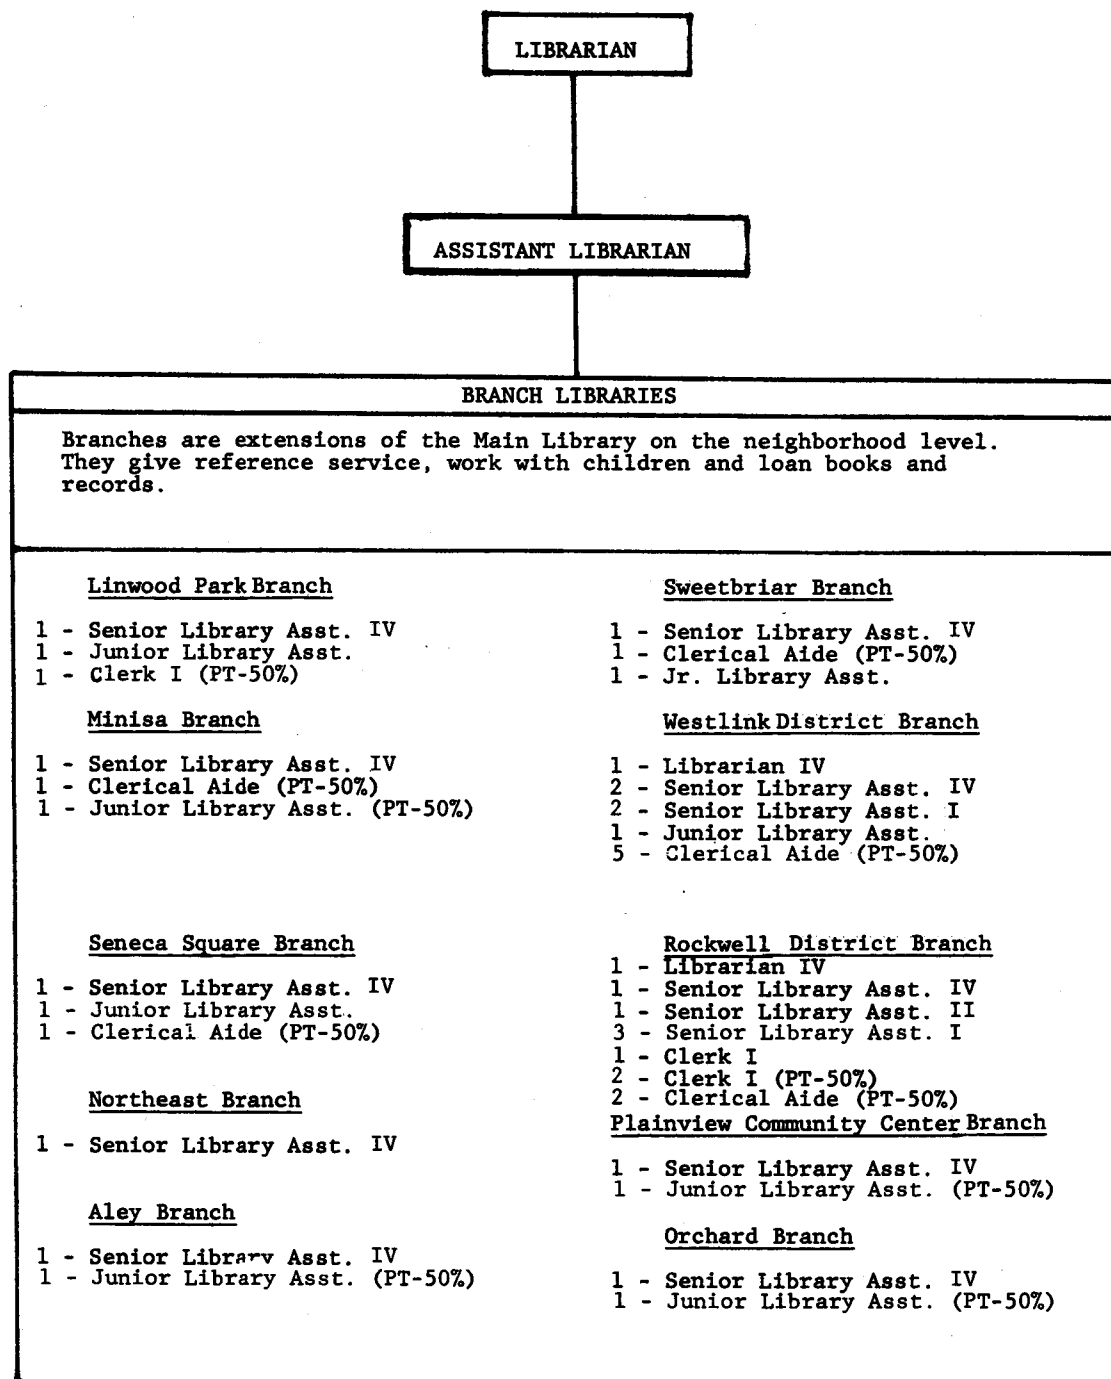 LIBRARIAN
ASSISTANT LIBRARIAN
BRANCH LIBRARIES
Branches are extensions of the Main Library on the neighborhood level.
They give reference service, work with children and loan books and
records.
Linwood Park Branch
1 - Senior Library Asst. IV
1 - Junior Library Asst.
1 - Clerk I (PT-50%)
Minisa Branch
1 - Senior Library Asst. IV
1 - Clerical Aide (PT-50%)
1 - Junior Library Asst. (PT-50%)
Seneca Square Branch
1 - Senior Library Asst. IV
1 - Junior Library Asst.
1 - Clerical Aide (PT-50%)
Northeast Branch
1 - Senior Library Asst. IV
Aley Branch
1 - Senior Library Asst. IV
1 - Junior Library Asst. (PT-50%)
Sweetbriar Branch
1 - Senior Library Asst. IV
1 - Clerical Aide (PT-50%)
1 - Jr. Library Asst.
Westlink District Branch
1 - Librarian IV
2 - Senior Library Asst. IV
2 - Senior Library Asst. I
1 - Junior Library Asst.
5 - Clerical Aide (PT-50%)
Rockwell District Branch
1 - Librarian IV
1 - Senior Library Asst. IV
1 - Senior Library Asst. II
3 - Senior Library Asst. I
1 - Clerk I
2 - Clerk I (PT-50%)
2 - Clerical Aide (PT-50%)
Plainview Community Center Branch
1 - Senior Library Asst. IV
1 - Junior Library Asst. (PT-50%)
Orchard Branch
1 - Senior Library Asst. IV
1 - Junior Library Asst. (PT-50%)